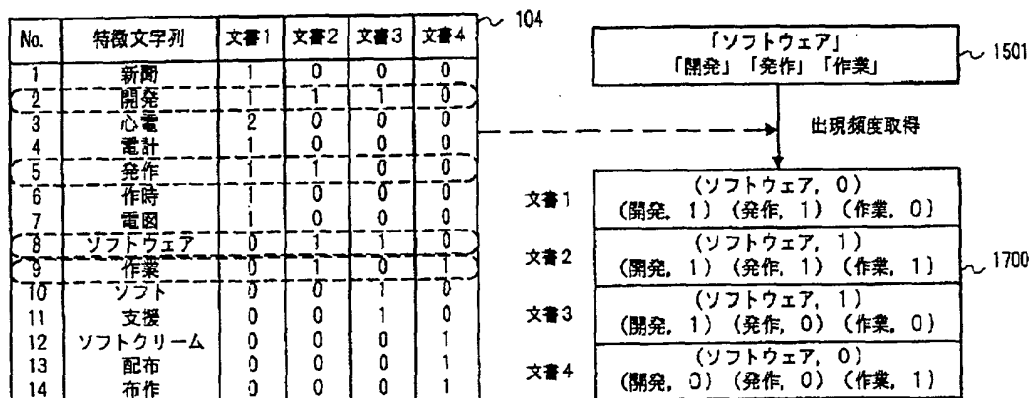 104
No. 特徴文字列 文書1 文書2 文書3 文書4
1 新聞 1 0 0 0
2 開発 1 1 1 0
3 心電 2 0 0 0
4 電計 1 0 0 0
5 発作 1 1 0 0
6 作時 1 0 0 0
7 電図 1 0 0 0
8 ソフトウェア 0 1 1 0
9 作業 0 1 0 1
10 ソフト 0 0 1 0
11 支援 0 0 1 0
12 ソフトクリーム 0 0 0 1
13 配布 0 0 0 1
14 布作 0 0 0 1
「ソフトウェア」
「開発」「発作」「作業」
1501
出現頻度取得
文書1
(ソフトウェア, 0)
(開発, 1) (発作, 1) (作業, 0)
文書2
(ソフトウェア, 1)
(開発, 1) (発作, 1) (作業, 1)
1700
文書3
(ソフトウェア, 1)
(開発, 1) (発作, 0) (作業, 0)
文書4
(ソフトウェア, 0)
(開発, 0) (発作, 0) (作業, 1)